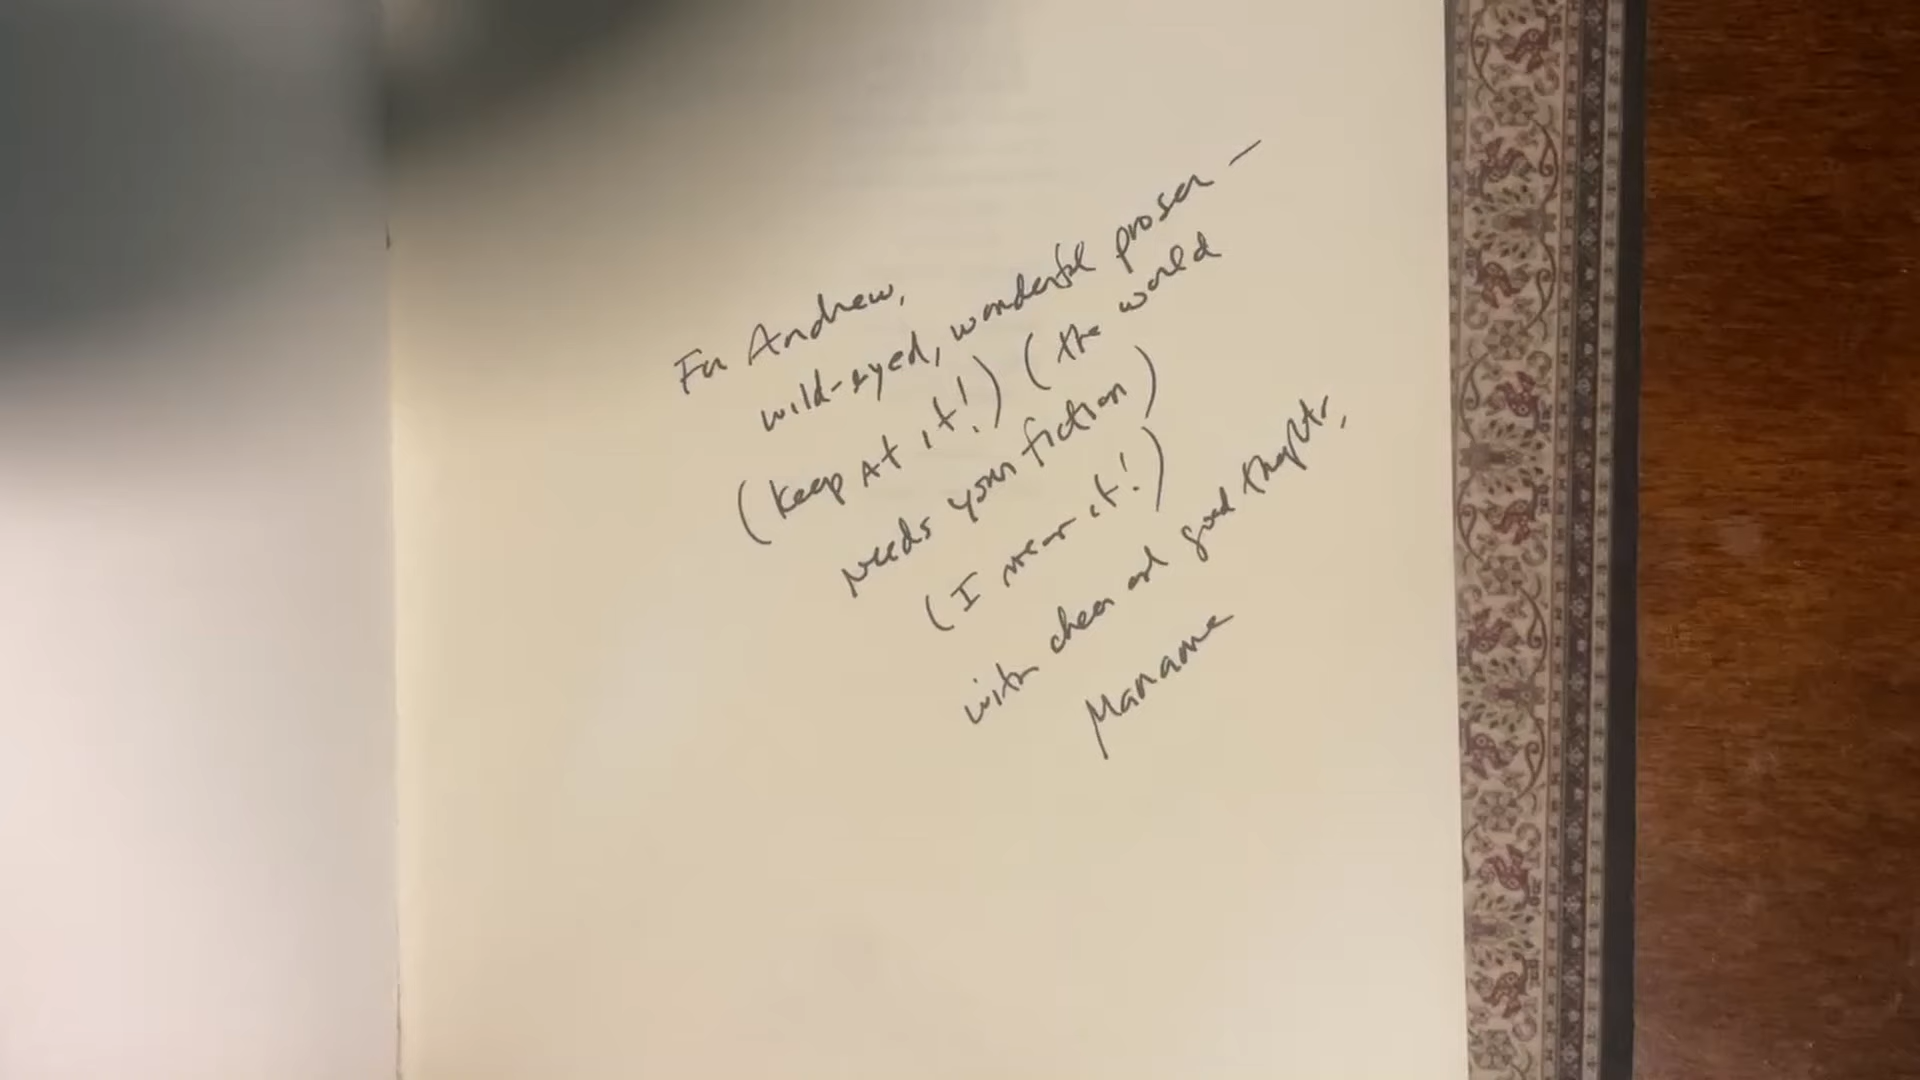 For Andrew,
wild-eyed, wonderful proser —
(keep at it!) (the world
needs your fiction)
(I mean it!)
with cheer and good thoughts,
Marianne